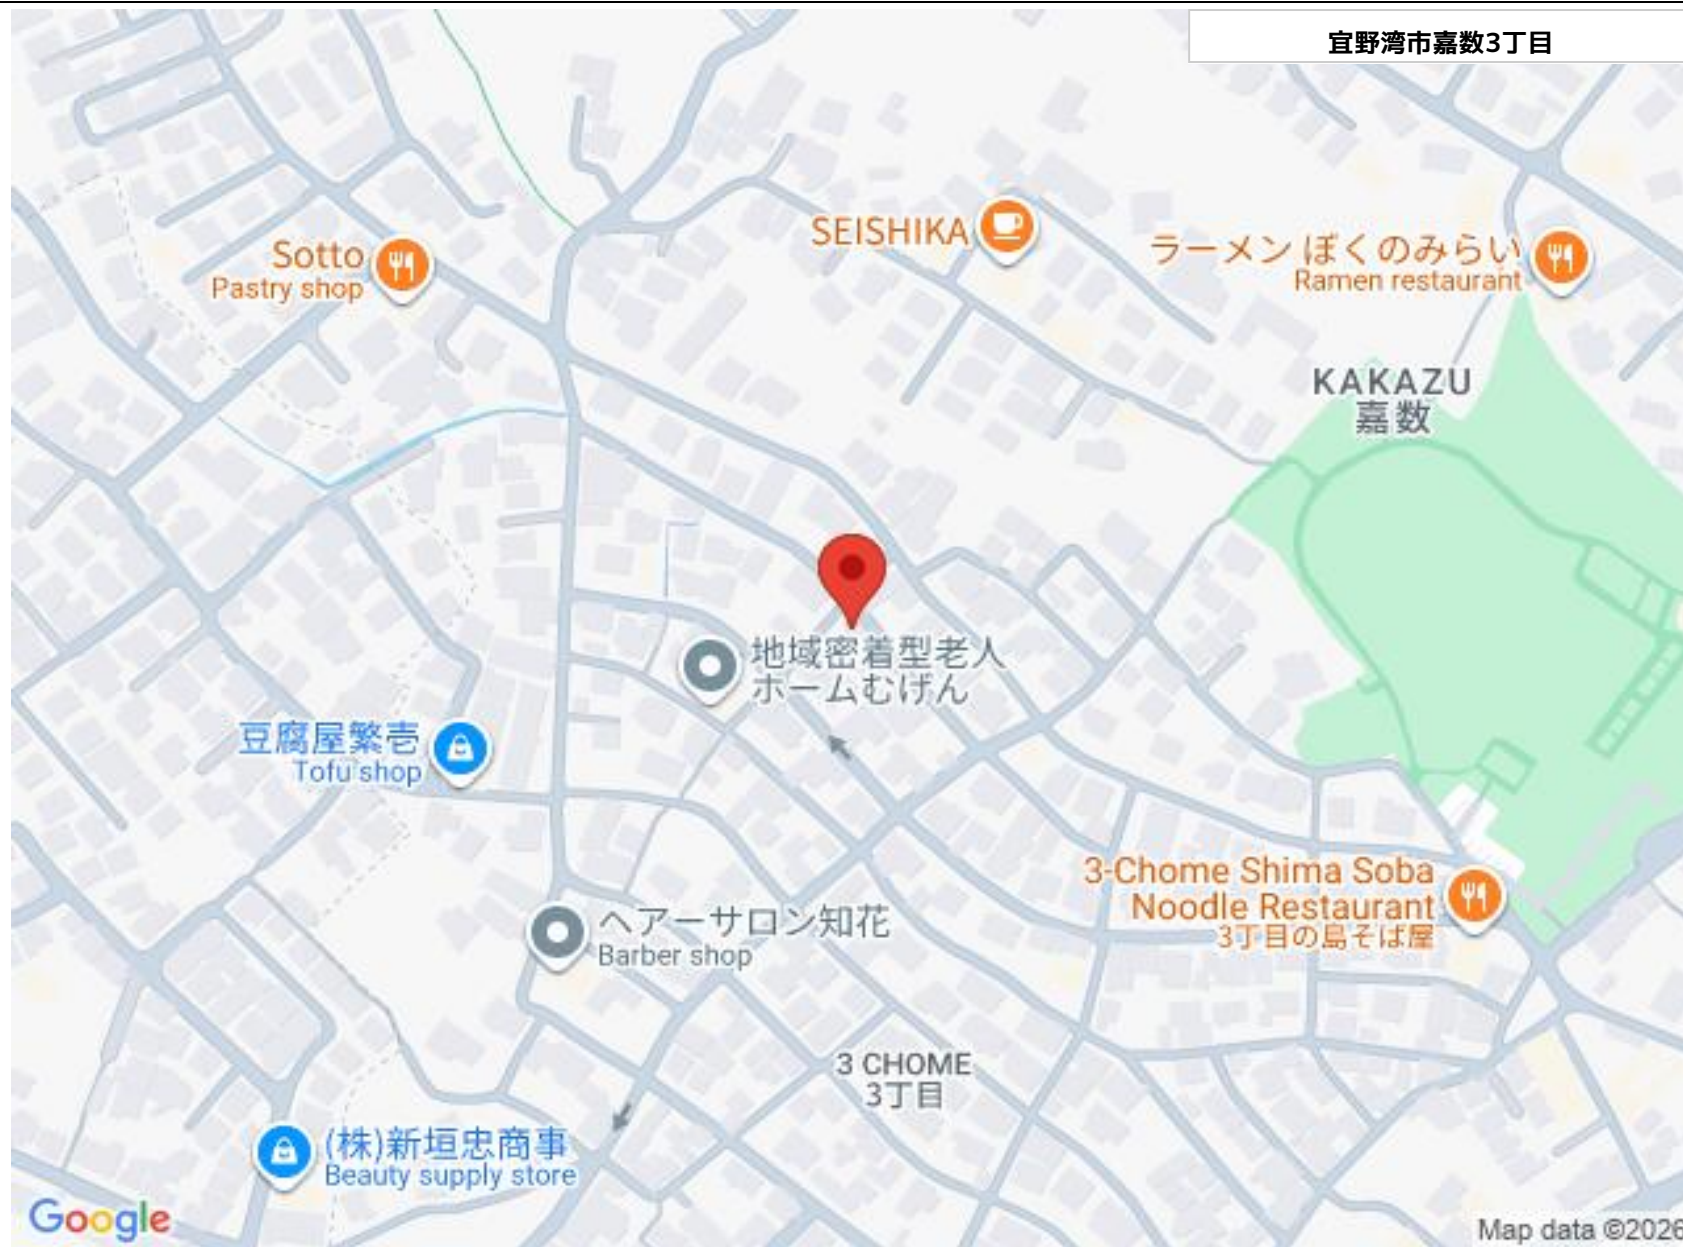 宜野湾市嘉数3丁目
SEISHIKA
ラーメン ぼくのみらい
Ramen restaurant
Sotto
Pastry shop
KAKAZU
嘉数
地域密着型老人
ホームむげん
豆腐屋繁壱
Tofu shop
3-Chome Shima Soba
Noodle Restaurant
3丁目の島そば屋
ヘアーサロン知花
Barber shop
3 CHOME
3丁目
(株)新垣忠商事
Beauty supply store
Google
Map data ©2026